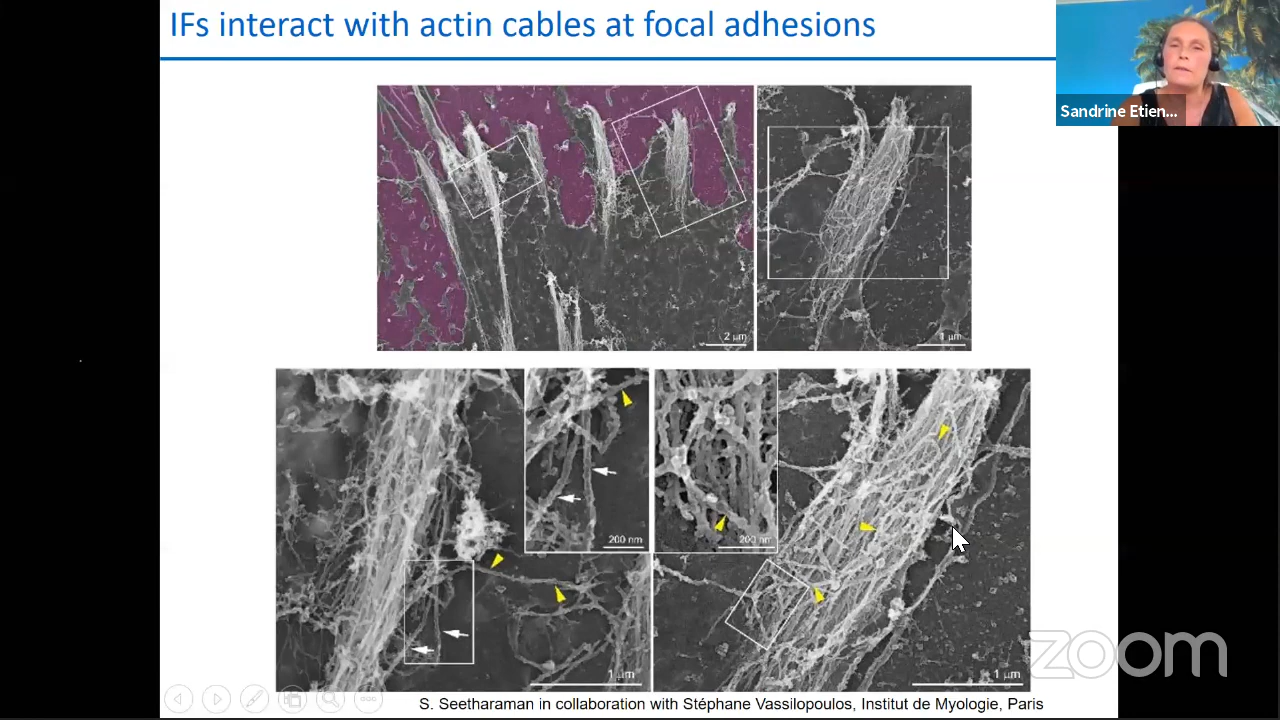 IFs interact with actin cables at focal adhesions
Sandrine Etien...
2 µm
1 µm
200 nm
200 nm
1 µm
1 µm
zoom
S. Seetharaman in collaboration with Stéphane Vassilopoulos, Institut de Myologie, Paris